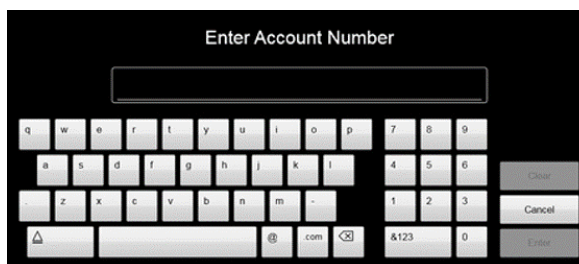 Enter Account Number
q w e r t y u i o p 7 8 9
a s d f g h j k l 4 5 6
Clear
. z x c v b n m - 1 2 3
Cancel
@ .com &123 0
Enter